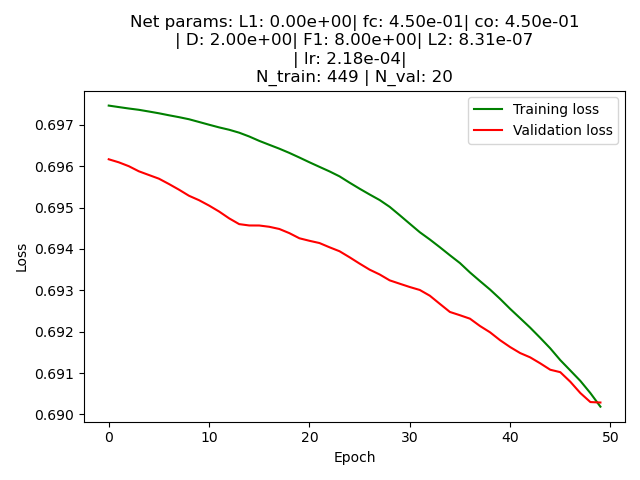 Net params: L1: 0.00e+00| fc: 4.50e-01| co: 4.50e-01
| D: 2.00e+00| F1: 8.00e+00| L2: 8.31e-07
| lr: 2.18e-04|
N_train: 449 | N_val: 20
Training loss
Validation loss
0.697
0.696
0.695
0.694
0.693
0.692
0.691
0.690
Loss
0
10
20
30
40
50
Epoch